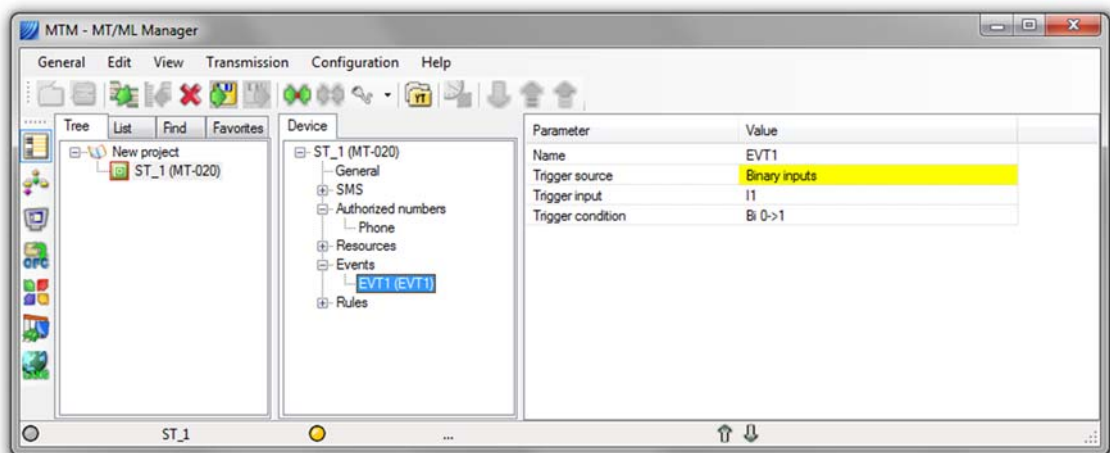 MTM - MT/ML Manager
General Edit View Transmission Configuration Help
YT
Tree List Find Favorites
New project
ST_1 (MT-020)
OPC
Device
ST_1 (MT-020)
General
SMS
Authorized numbers
Phone
Resources
Events
EVT1 (EVT1)
Rules
Parameter Value
Name EVT1
Trigger source Binary inputs
Trigger input I1
Trigger condition Bi 0->1
ST_1 ...